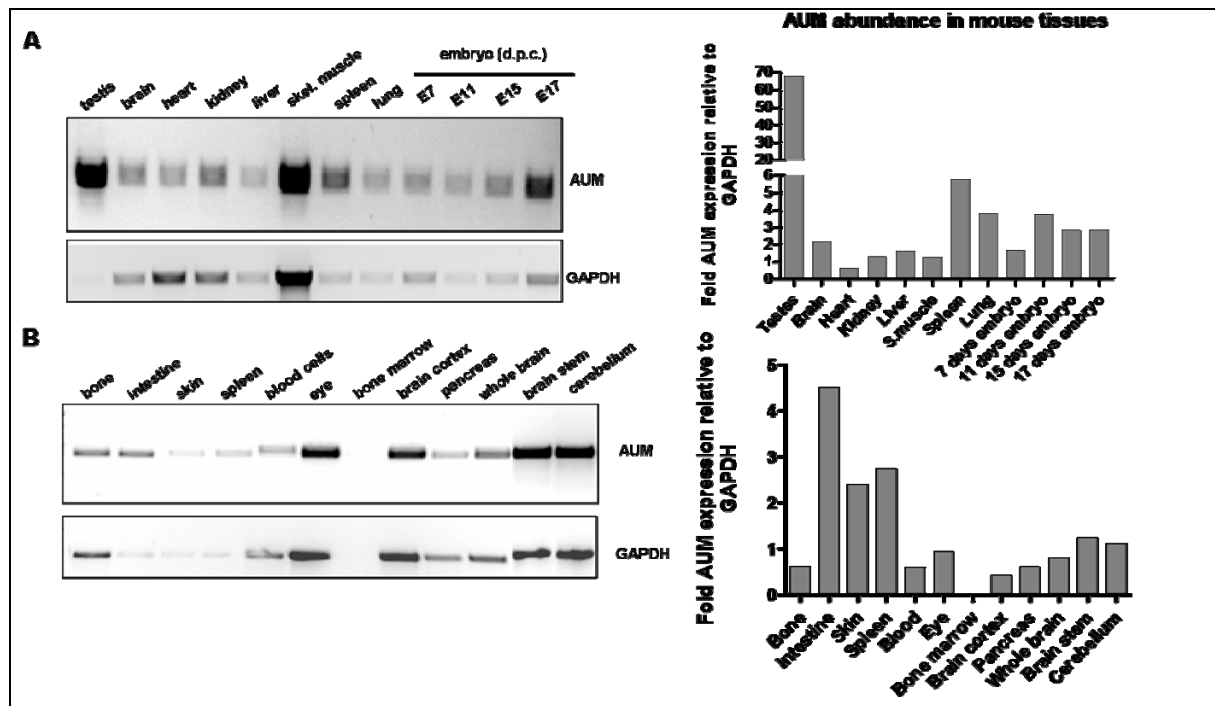 A
embryo (d.p.c.)
testis brain heart kidney liver skel. muscle spleen lung E7 E11 E15 E17
AUM
GAPDH
AUM abundance in mouse tissues
Fold AUM expression relative to
GAPDH
70
60
50
40
30
20
6
5
4
3
2
1
0
Testes Brain Heart Kidney Liver S.muscle Spleen Lung 7 days embryo 11 days embryo 15 days embryo 17 days embryo
B
bone intestine skin spleen blood cells eye bone marrow brain cortex pancreas whole brain brain stem cerebellum
AUM
GAPDH
Fold AUM expression relative to
GAPDH
5
4
3
2
1
0
Bone Intestine Skin Spleen Blood Eye Bone marrow Brain cortex Pancreas Whole brain Brain stem Cerebellum